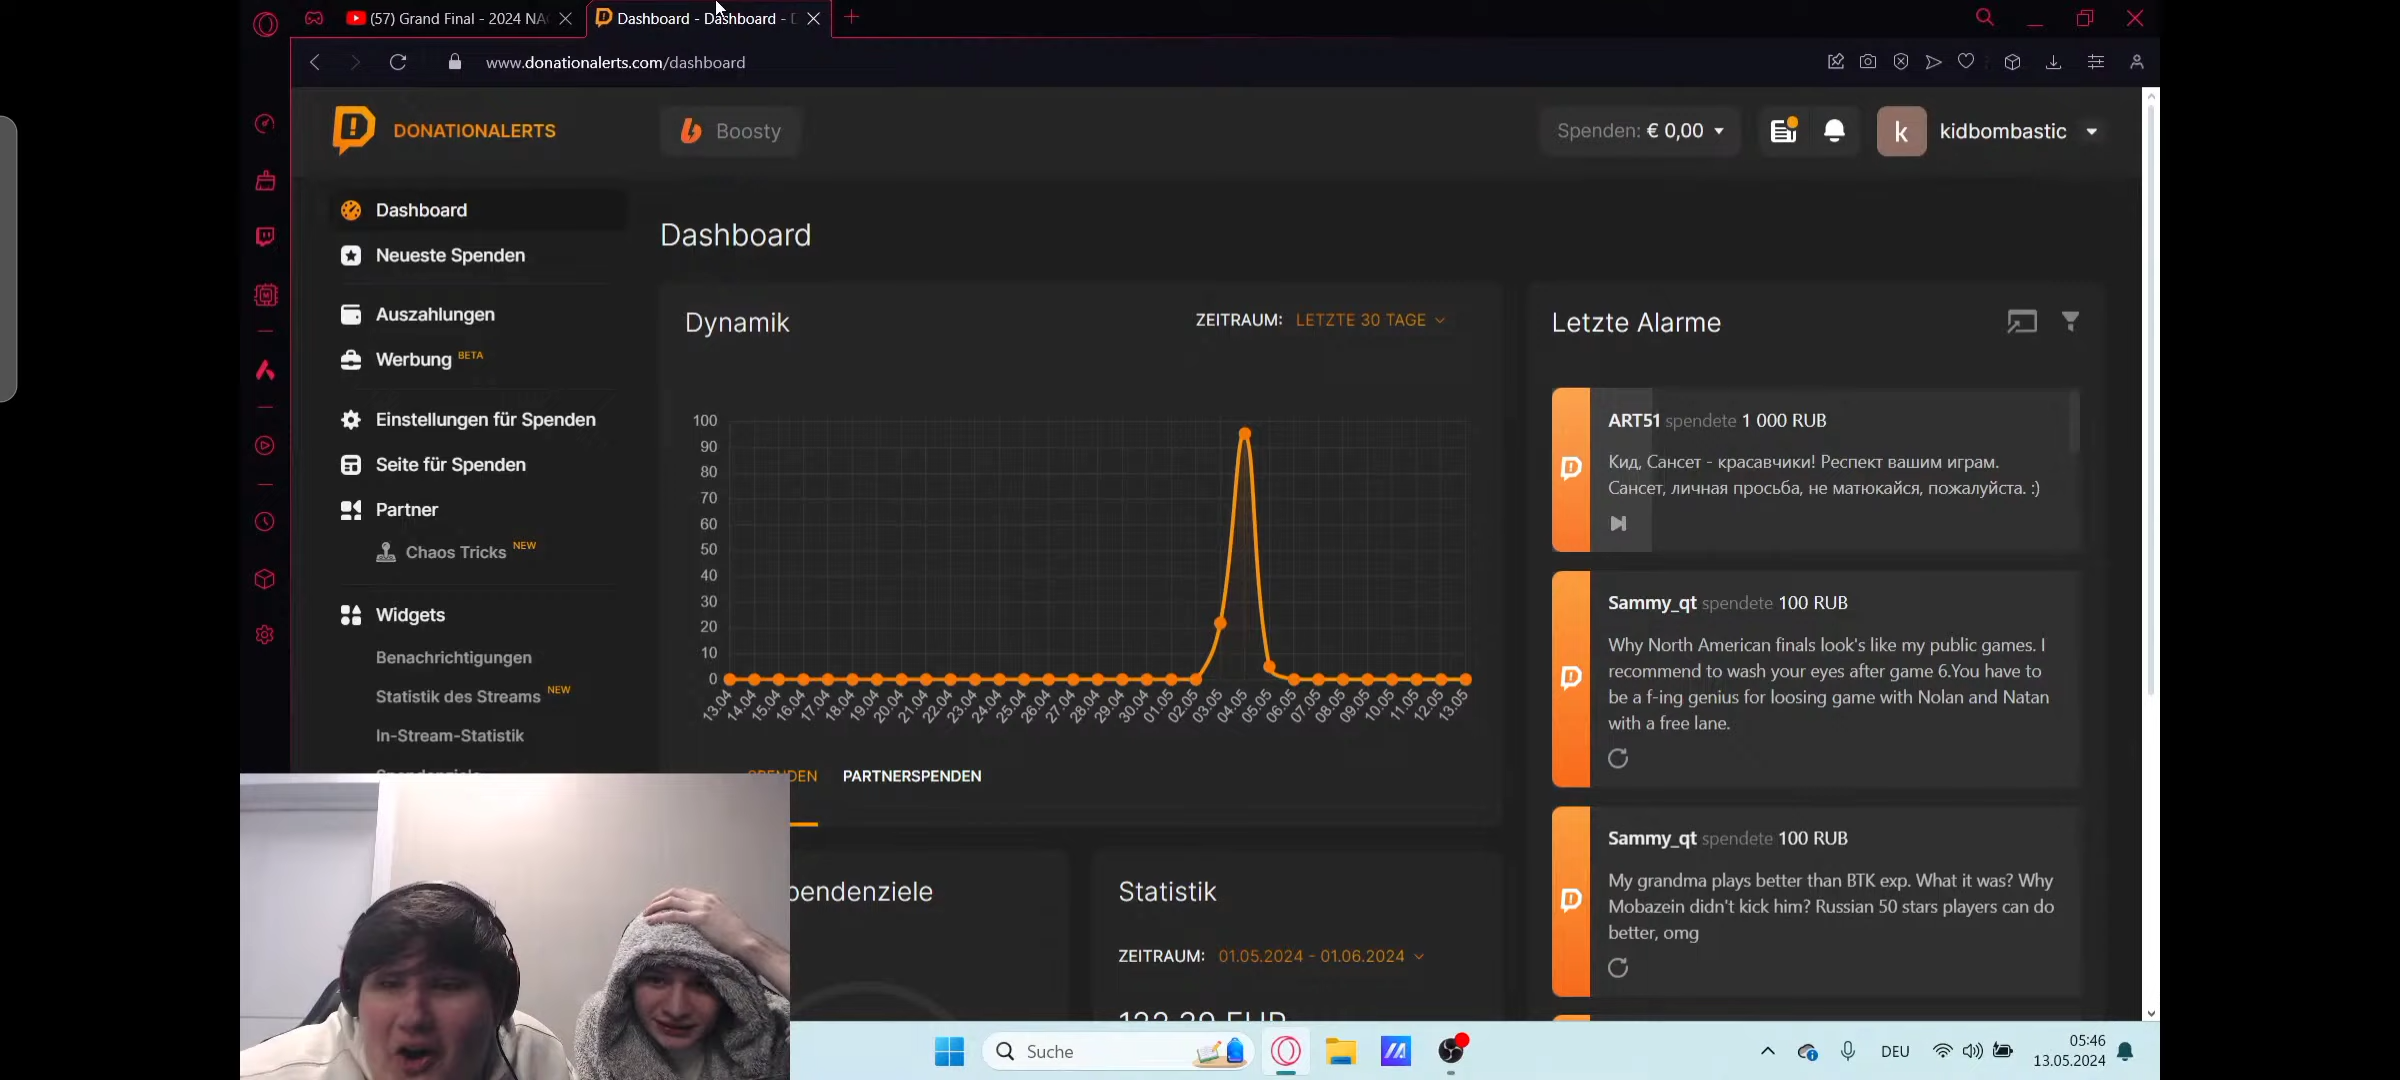 (57) Grand Final - 2024 NA
Dashboard - Dashboard - D
www.donationalerts.com/dashboard
DONATIONALERTS
Boosty
Spenden: € 0,00
k
kidbombastic
Dashboard
Neueste Spenden
Auszahlungen
Werbung BETA
Einstellungen für Spenden
Seite für Spenden
Partner
Chaos Tricks NEW
Widgets
Benachrichtigungen
Statistik des Streams NEW
In-Stream-Statistik
Dashboard
Dynamik
ZEITRAUM: LETZTE 30 TAGE
100
90
80
70
60
50
40
30
20
10
0
13.04 14.04 15.04 16.04 17.04 18.04 19.04 20.04 21.04 22.04 23.04 24.04 25.04 26.04 27.04 28.04 29.04 30.04 01.05 02.05 03.05 04.05 05.05 06.05 07.05 08.05 09.05 10.05 11.05 12.05 13.05
SPENDEN PARTNERSPENDEN
pendenziele
Statistik
ZEITRAUM: 01.05.2024 - 01.06.2024
Letzte Alarme
ART51 spendete 1 000 RUB
Кид, Сансет - красавчики! Респект вашим играм.
Сансет, личная просьба, не матюкайся, пожалуйста. :)
Sammy_qt spendete 100 RUB
Why North American finals look's like my public games. I
recommend to wash your eyes after game 6.You have to
be a f-ing genius for loosing game with Nolan and Natan
with a free lane.
Sammy_qt spendete 100 RUB
My grandma plays better than BTK exp. What it was? Why
Mobazein didn't kick him? Russian 50 stars players can do
better, omg
Suche
DEU
05:46
13.05.2024